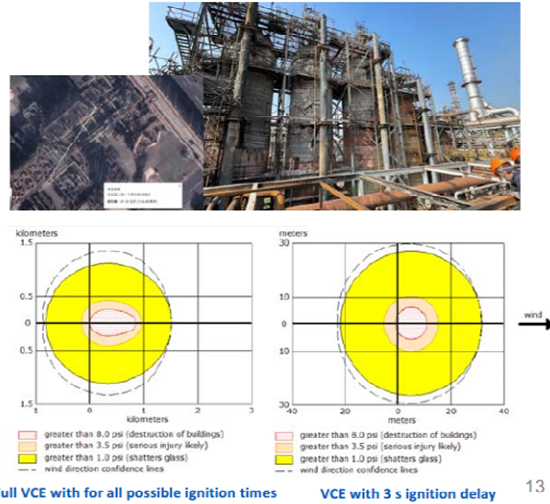 kilometers
1.5
0.5
0
0.5
1.5
1
0
1
2
3
kilometers
greater than 8.0 psi (destruction of buildings)
greater than 3.5 psi (serious injury likely)
greater than 1.0 psi (shatters glass)
wind direction confidence lines
meters
30
10
0
10
30
40
20
0
20
40
meters
wind
greater than 8.0 psi (destruction of buildings)
greater than 3.5 psi (serious injury likely)
greater than 1.0 psi (shatters glass)
wind direction confidence lines
ull VCE with for all possible ignition times
VCE with 3 s ignition delay
13